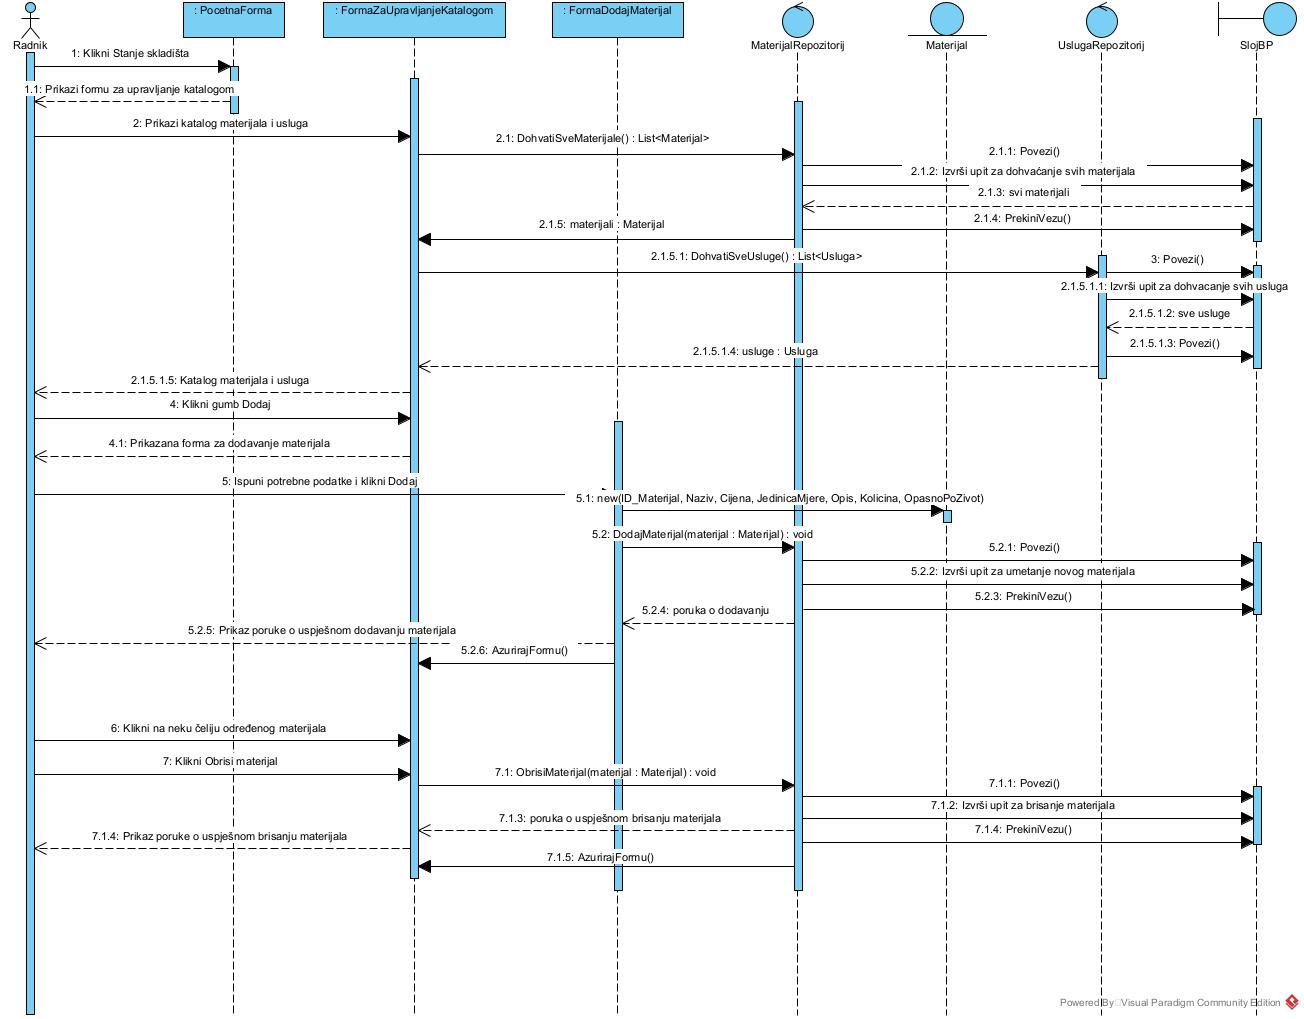 : PocetnaForma
: FormaZaUpravljanjeKatalogom
: FormaDodajMaterijal
Radnik
MaterijalRepozitorij
Materijal
UslugaRepozitorij
SlojBP
1: Klikni Stanje skladišta
1.1: Prikazi formu za upravljanje katalogom
2: Prikazi katalog materijala i usluga
2.1: DohvatiSveMaterijale() : List<Materijal>
2.1.1: Povezi()
2.1.2: Izvrši upit za dohvaćanje svih materijala
2.1.3: svi materijali
2.1.4: PrekiniVezu()
2.1.5: materijali : Materijal
2.1.5.1: DohvatiSveUsluge() : List<Usluga>
3: Povezi()
2.1.5.1.1: Izvrši upit za dohvacanje svih usluga
2.1.5.1.2: sve usluge
2.1.5.1.3: Povezi()
2.1.5.1.4: usluge : Usluga
2.1.5.1.5: Katalog materijala i usluga
4: Klikni gumb Dodaj
4.1: Prikazana forma za dodavanje materijala
5: Ispuni potrebne podatke i klikni Dodaj
5.1: new(ID_Materijal, Naziv, Cijena, JedinicaMjere, Opis, Kolicina, OpasnoPoZivot)
5.2: DodajMaterijal(materijal : Materijal) : void
5.2.1: Povezi()
5.2.2: Izvrši upit za umetanje novog materijala
5.2.3: PrekiniVezu()
5.2.4: poruka o dodavanju
5.2.5: Prikaz poruke o uspješnom dodavanju materijala
5.2.6: AzurirajFormu()
6: Klikni na neku čeliju određenog materijala
7: Klikni Obrisi materijal
7.1: ObrisiMaterijal(materijal : Materijal) : void
7.1.1: Povezi()
7.1.2: Izvrši upit za brisanje materijala
7.1.3: poruka o uspješnom brisanju materijala
7.1.4: PrekiniVezu()
7.1.4: Prikaz poruke o uspješnom brisanju materijala
7.1.5: AzurirajFormu()
Powered By Visual Paradigm Community Edition